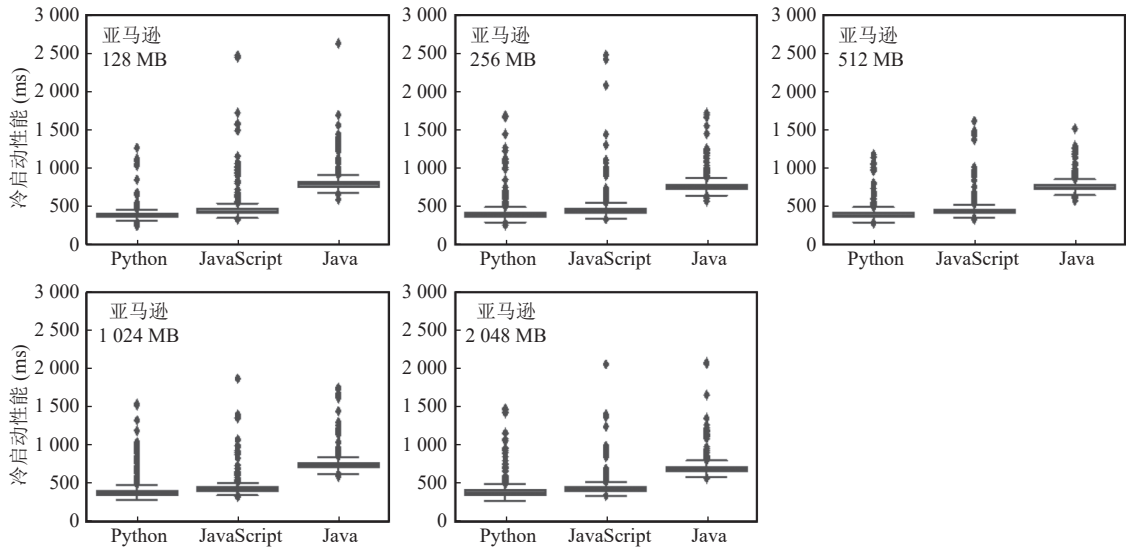 3 000
2 500
2 000
1 500
1 000
500
0
冷启动性能 (ms)
亚马逊
128 MB
Python
JavaScript
Java
3 000
2 500
2 000
1 500
1 000
500
0
亚马逊
256 MB
Python
JavaScript
Java
3 000
2 500
2 000
1 500
1 000
500
0
亚马逊
512 MB
Python
JavaScript
Java
3 000
2 500
2 000
1 500
1 000
500
0
冷启动性能 (ms)
亚马逊
1 024 MB
Python
JavaScript
Java
3 000
2 500
2 000
1 500
1 000
500
0
亚马逊
2 048 MB
Python
JavaScript
Java